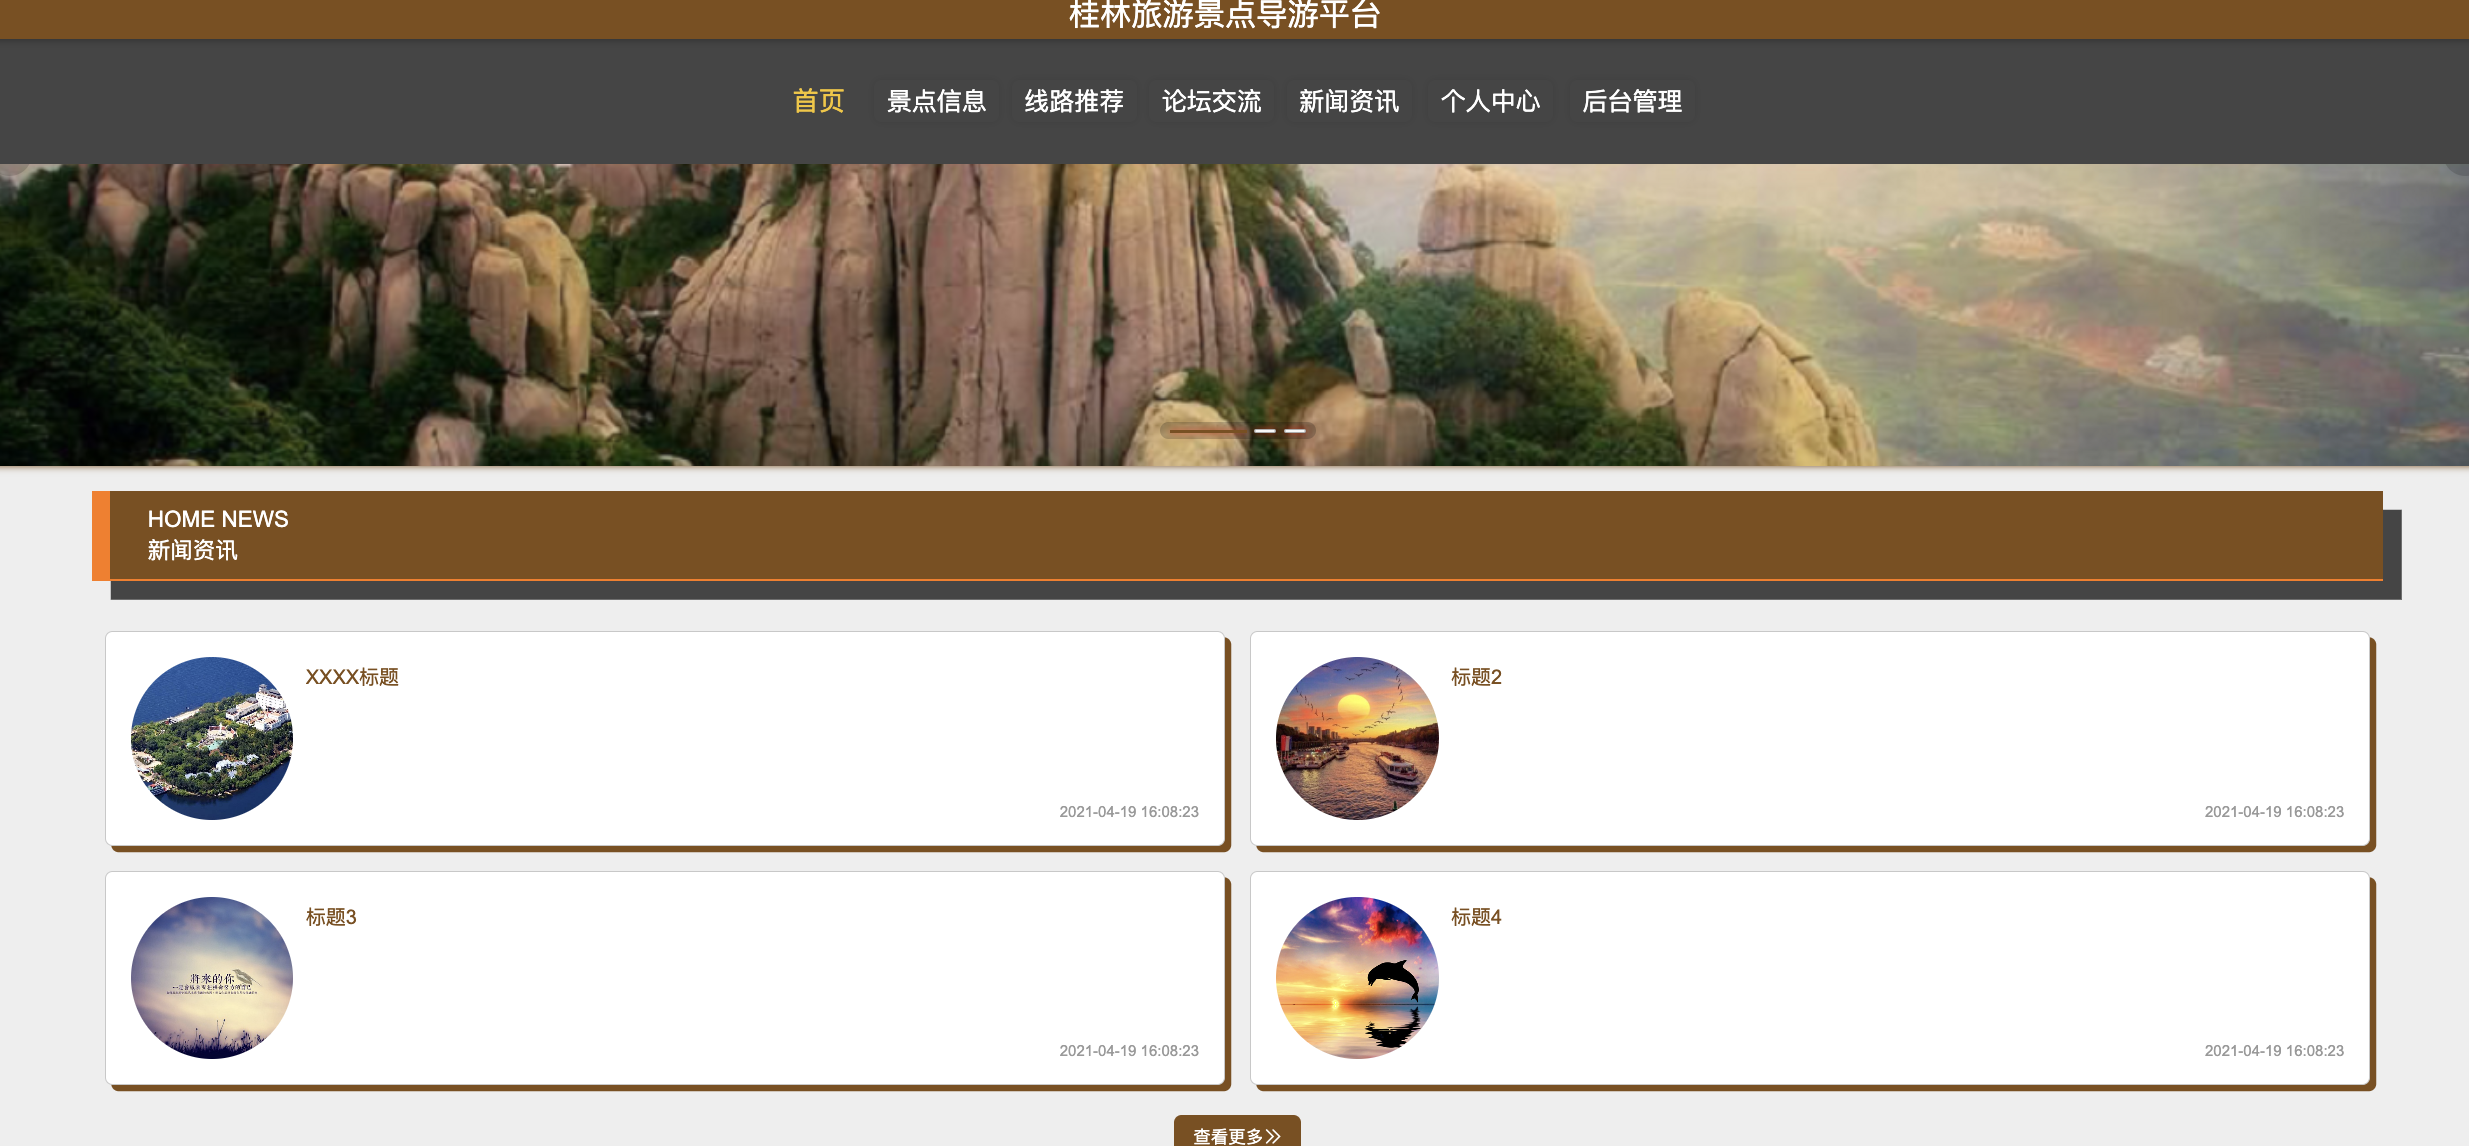 桂林旅游景点导游平台
首页 景点信息 线路推荐 论坛交流 新闻资讯 个人中心 后台管理
HOME NEWS
新闻资讯
XXXX标题
2021-04-19 16:08:23
标题2
2021-04-19 16:08:23
标题3
將來的你
2021-04-19 16:08:23
标题4
2021-04-19 16:08:23
查看更多